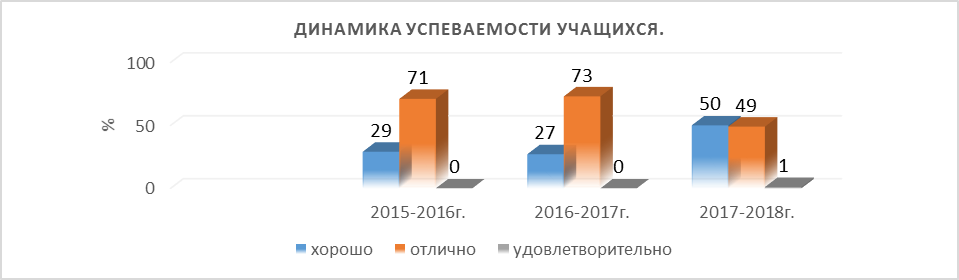 ДИНАМИКА УСПЕВАЕМОСТИ УЧАЩИХСЯ.
%
100
50
0
29
71
0
27
73
0
50
49
1
2015-2016г.
2016-2017г.
2017-2018г.
хорошо
отлично
удовлетворительно